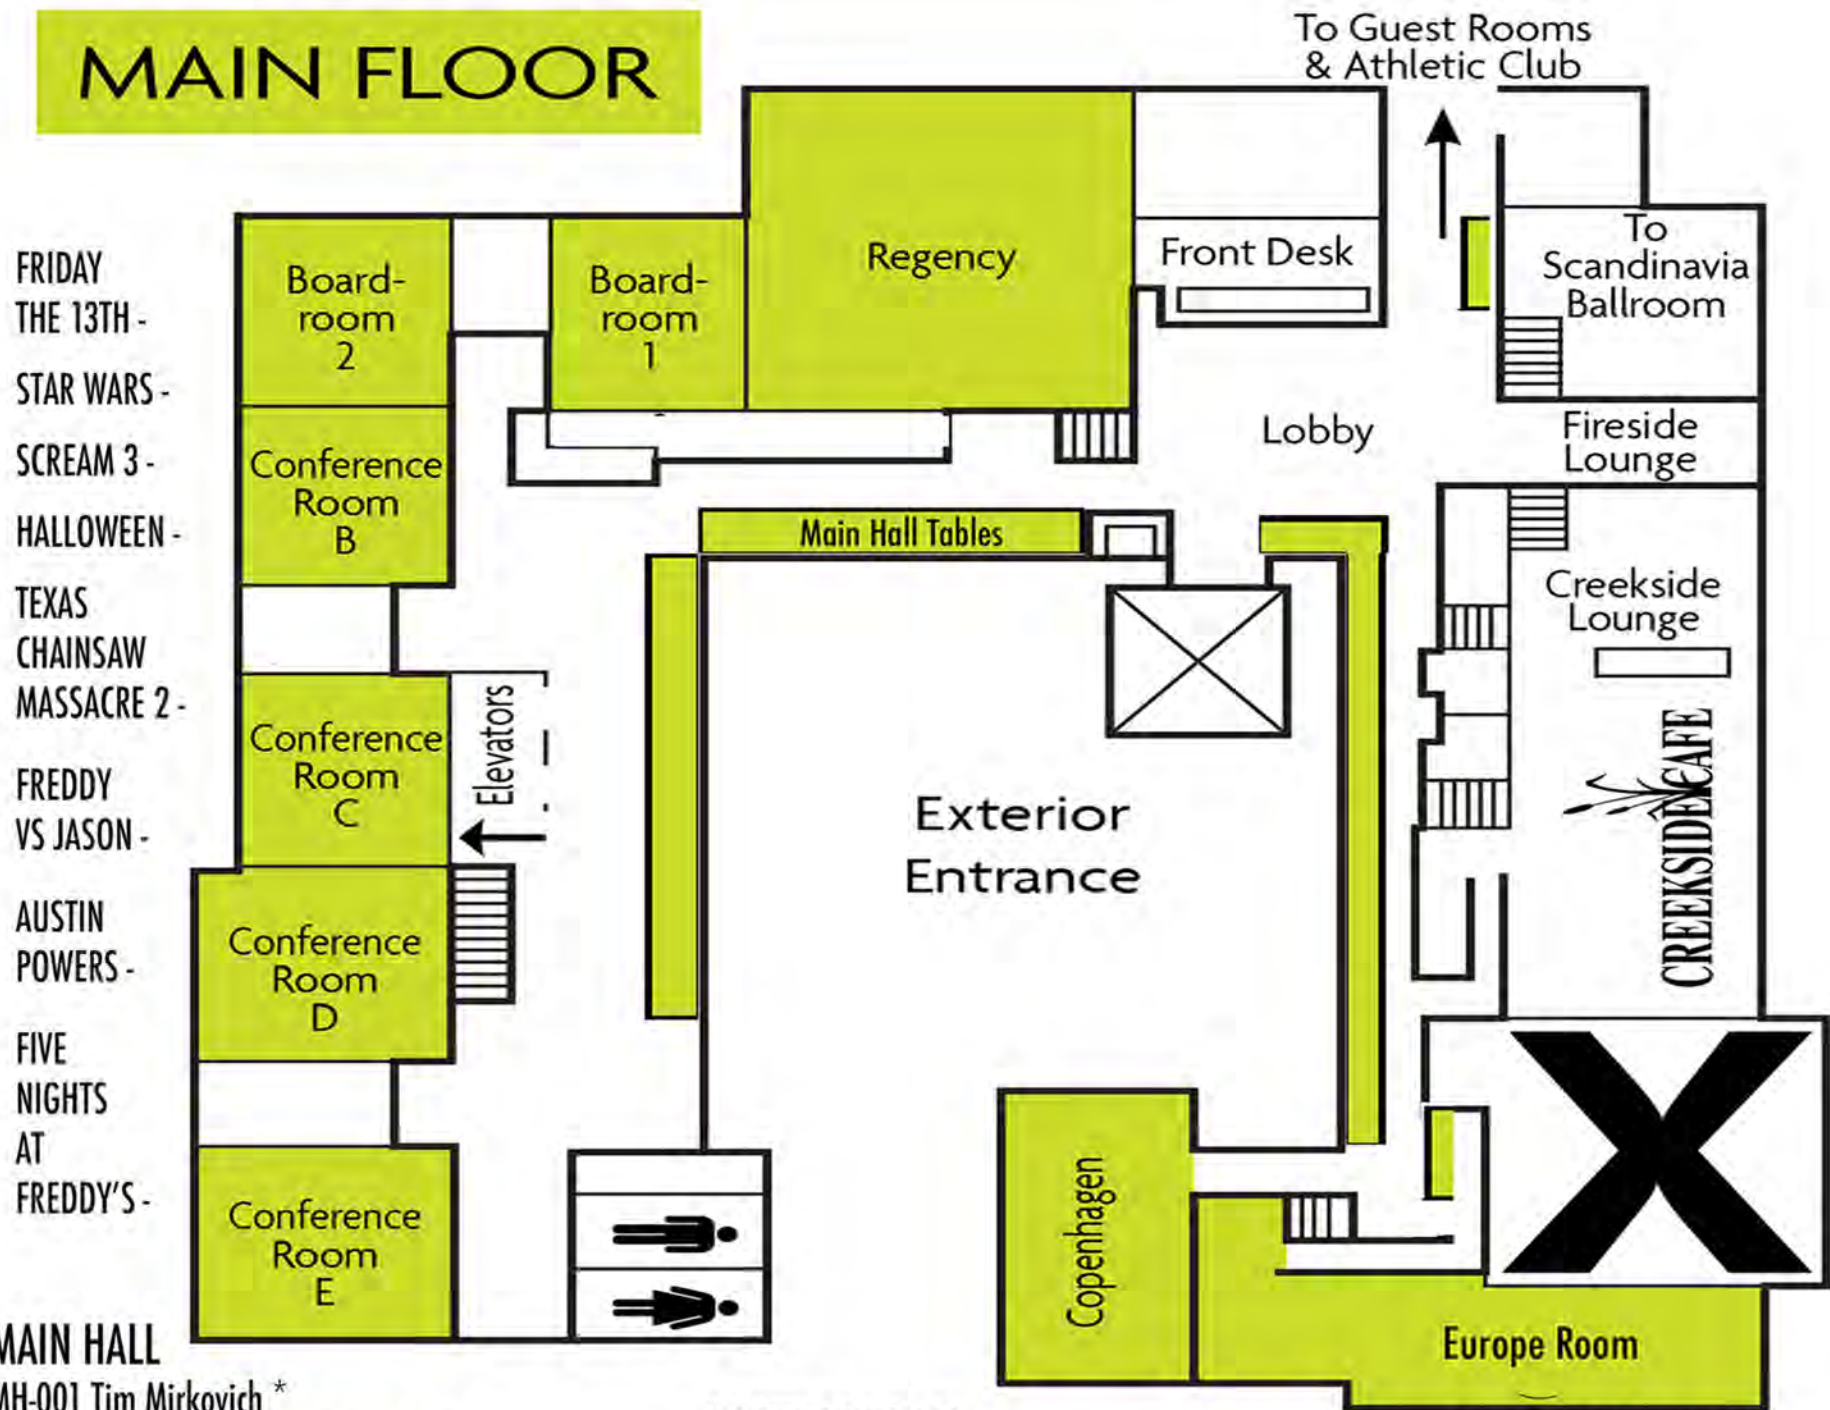 MAIN FLOOR
To Guest Rooms
& Athletic Club
FRIDAY
THE 13TH -
STAR WARS -
SCREAM 3 -
HALLOWEEN -
TEXAS
CHAINSAW
MASSACRE 2 -
FREDDY
VS JASON -
AUSTIN
POWERS -
FIVE
NIGHTS
AT
FREDDY'S -
Board-
room
2
Board-
room
1
Regency
Front Desk
To
Scandinavia
Ballroom
Conference
Room
B
Lobby
Fireside
Lounge
Main Hall Tables
Creekside
Lounge
Conference
Room
C
Elevators
Exterior
Entrance
CREEKSIDE CAFE
Conference
Room
D
Conference
Room
E
Copenhagen
X
Europe Room
MAIN HALL
MH-001 Tim Mirkovich *